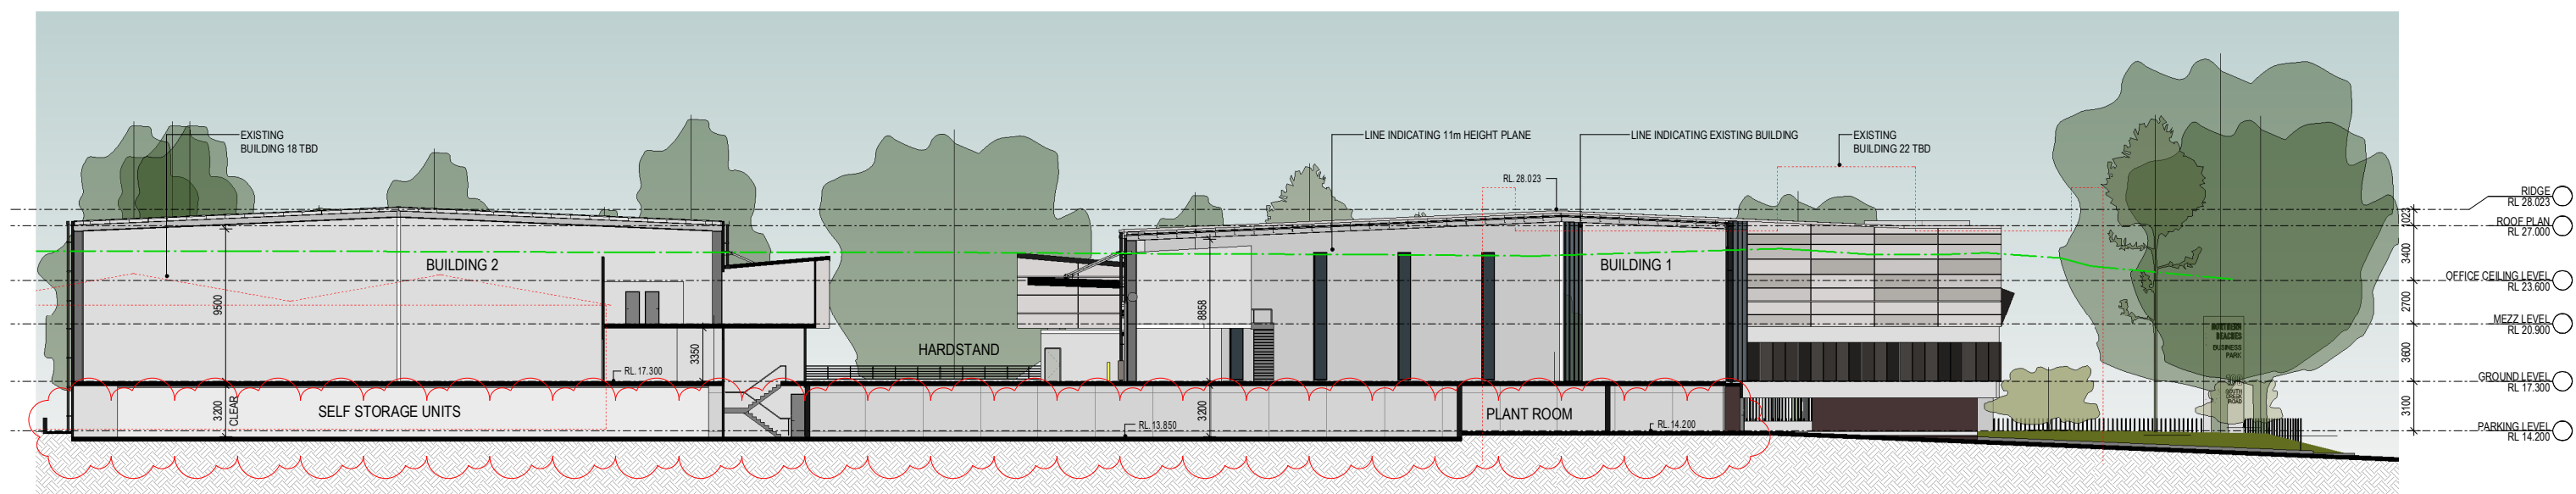 EXISTING
BUILDING 18 TBD
LINE INDICATING 11m HEIGHT PLANE
LINE INDICATING EXISTING BUILDING
EXISTING
BUILDING 22 TBD
RL.28.023
RIDGE
RL 28.023
1023
ROOF PLAN
RL 27.000
3400
BUILDING 2
BUILDING 1
OFFICE CEILING LEVEL
RL 23.600
9500
8858
2700
MEZZ LEVEL
RL 20.900
NORTHERN
BEACHES
BUSINESS
PARK
3350
HARDSTAND
3600
RL.17.300
GROUND LEVEL
RL 17.300
3200
CLEAR
SELF STORAGE UNITS
3200
PLANT ROOM
3100
RL.13.850
RL.14.200
PARKING LEVEL
RL 14.200